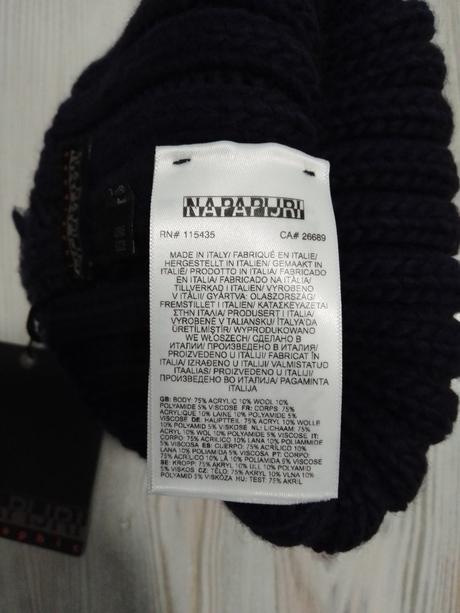 NAPAPIJRI
RN# 115435 CA# 26689
MADE IN ITALY/ FABRIQUÉ EN ITALIE/
HERGESTELLT IN ITALIEN/ GEMAAKT IN
ITALIË/ PRODOTTO IN ITALIA/ FABRICADO
EN ITALIA/ FABRICADO NA ITÁLIA/
TILLVERKAD I ITALIEN/ VYROBENO
V ITÁLII/ GYÁRTVA: OLASZORSZÁG/
FREMSTILLET I ITALIEN/ ΚΑΤΑΣΚΕΥΑΖΕΤΑΙ
ΣΤΗΝ ΙΤΑΛΙΑ/ PRODUSERT I ITALIA/
VYROBENÉ V TALIANSKU/ İTALYA'DA
ÜRETİLMİŞTİR/ WYPRODUKOWANO
WE WŁOSZECH/ СДЕЛАНО В
ИТАЛИИ/ ПРОИЗВЕДЕНО В ИТАЛИЯ/
PROIZVEDENO U ITALIJI/ FABRICAT ÎN
ITALIA/ IZRAĐENO U ITALIJI/ VALMISTATUD
ITAALIAS/ PROIZVEDENO U ITALIJI/
ПРОИЗВЕДЕНО ВО ИТАЛИЈА/ PAGAMINTA
ITALIJA
GB: BODY: 75% ACRYLIC 10% WOOL 10%
POLYAMIDE 5% VISCOSE FR: CORPS: 75%
ACRYLIQUE 10% LAINE 10% POLYAMIDE 5%
VISCOSE DE: HAUPTTEIL: 75% ACRYL 10% WOLLE
10% POLYAMID 5% VISKOSE NL: LICHAAM: 75%
ACRYL 10% WOL 10% POLYAMIDE 5% VISCOSE IT:
CORPO: 75% ACRILICO 10% LANA 10% POLIAMMIDE
5% VISCOSA ES: CUERPO: 75% ACRÍLICO 10%
LANA 10% POLIAMIDA 5% VISCOSA PT: CORPO:
75% ACRÍLICO 10% LÃ 10% POLIAMIDA 5% VISCOSE
SE: KROPP: 75% AKRYL 10% ULL 10% POLYAMID
5% VISKOS CZ: TĚLO: 75% AKRYL 10% VLNA 10%
POLYAMID 5% VISKÓZA HU: TEST: 75% AKRIL